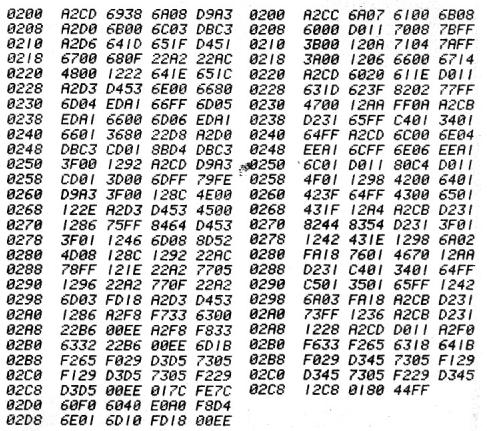 0200 A2CD 6938 6A08 D9A3 0200 A2CC 6A07 6100 6B08
0208 A2D0 6B00 6C03 DBC3 0208 6000 D011 7008 7BFF
0210 A2D6 641D 651F D451 0210 3B00 120A 7104 7AFF
0218 6700 680F 22A2 22AC 0218 3A00 1206 6600 6714
0220 4800 1222 641E 651C 0220 A2CD 6020 611E D011
0228 A2D3 D453 6E00 6680 0228 631D 623F 8202 77FF
0230 6D04 EDA1 66FF 6D05 0230 4700 12AA FF0A A2CB
0238 EDA1 6600 6D06 EDA1 0238 D231 65FF C401 3401
0240 6601 3680 22D8 A2D0 0240 64FF A2CD 6C00 6E04
0248 DBC3 CD01 8BD4 DBC3 0248 EEA1 6CFF 6E06 EEA1
0250 3F00 1292 A2CD D9A3 0250 6C01 D011 80C4 D011
0258 CD01 3D00 6DFF 79FE 0258 4F01 1298 4200 6401
0260 D9A3 3F00 128C 4E00 0260 423F 64FF 4300 6501
0268 122E A2D3 D453 4500 0268 431F 12A4 A2CB D231
0270 1286 75FF 8464 D453 0270 8244 8354 D231 3F01
0278 3F01 1246 6D08 8D52 0278 1242 431E 1298 6A02
0280 4D08 128C 1292 22AC 0280 FA18 7601 4670 12AA
0288 78FF 121E 22A2 7705 0288 D231 C401 3401 64FF
0290 1296 22A2 770F 22A2 0290 C501 3501 65FF 1242
0298 6D03 FD18 A2D3 D453 0298 6A03 FA18 A2CB D231
02A0 1286 A2F8 F733 6300 02A0 73FF 1236 A2CB D231
02A8 22B6 00EE A2F8 F833 02A8 1228 A2CD D011 A2F0
02B0 6332 22B6 00EE 6D1B 02B0 F633 F265 6318 641B
02B8 F265 F029 D3D5 7305 02B8 F029 D345 7305 F129
02C0 F129 D3D5 7305 F229 02C0 D345 7305 F229 D345
02C8 D3D5 00EE 017C FE7C 02C8 12C8 0180 44FF
02D0 60F0 6040 E0A0 F8D4
02D8 6E01 6D10 FD18 00EE